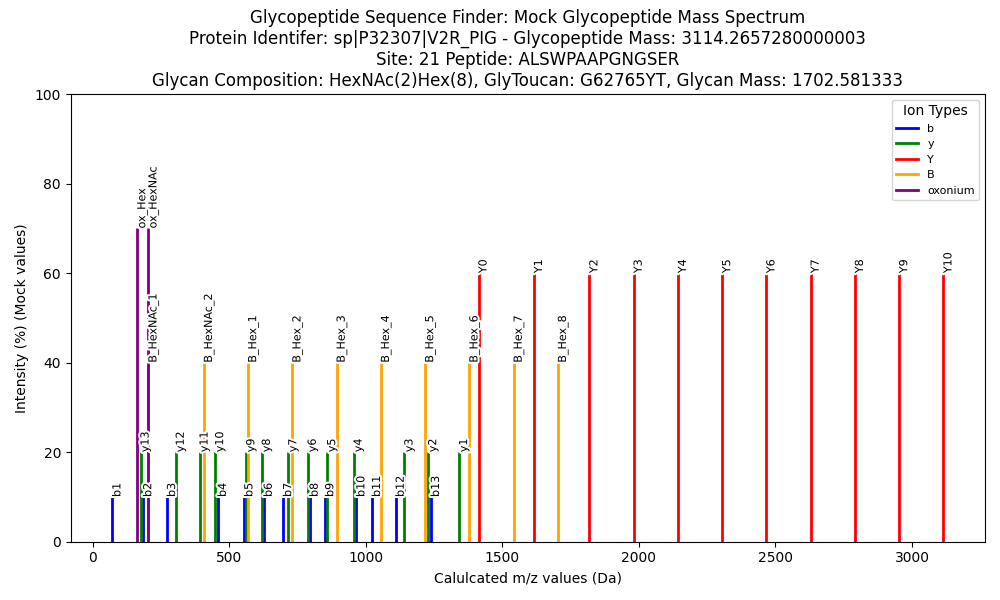 Glycopeptide Sequence Finder: Mock Glycopeptide Mass Spectrum
Protein Identifer: sp|P32307|V2R_PIG - Glycopeptide Mass: 3114.2657280000003
Site: 21 Peptide: ALSWPAAPGNGSER
Glycan Composition: HexNAc(2)Hex(8), GlyToucan: G62765YT, Glycan Mass: 1702.581333
Intensity (%) (Mock values)
100
80
60
40
20
0
Ion Types
b
y
Y
B
oxonium
ox_Hex
ox_HexNAc
Y0
Y1
Y2
Y3
Y4
Y5
Y6
Y7
Y8
Y9
Y10
B_HexNAc_1
B_HexNAc_2
B_Hex_1
B_Hex_2
B_Hex_3
B_Hex_4
B_Hex_5
B_Hex_6
B_Hex_7
B_Hex_8
y13
y12
y11
y10
y9
y8
y7
y6
y5
y4
y3
y2
y1
b1
b2
b3
b4
b5
b6
b7
b8
b9
b10
b11
b12
b13
0
500
1000
1500
2000
2500
3000
Calulcated m/z values (Da)